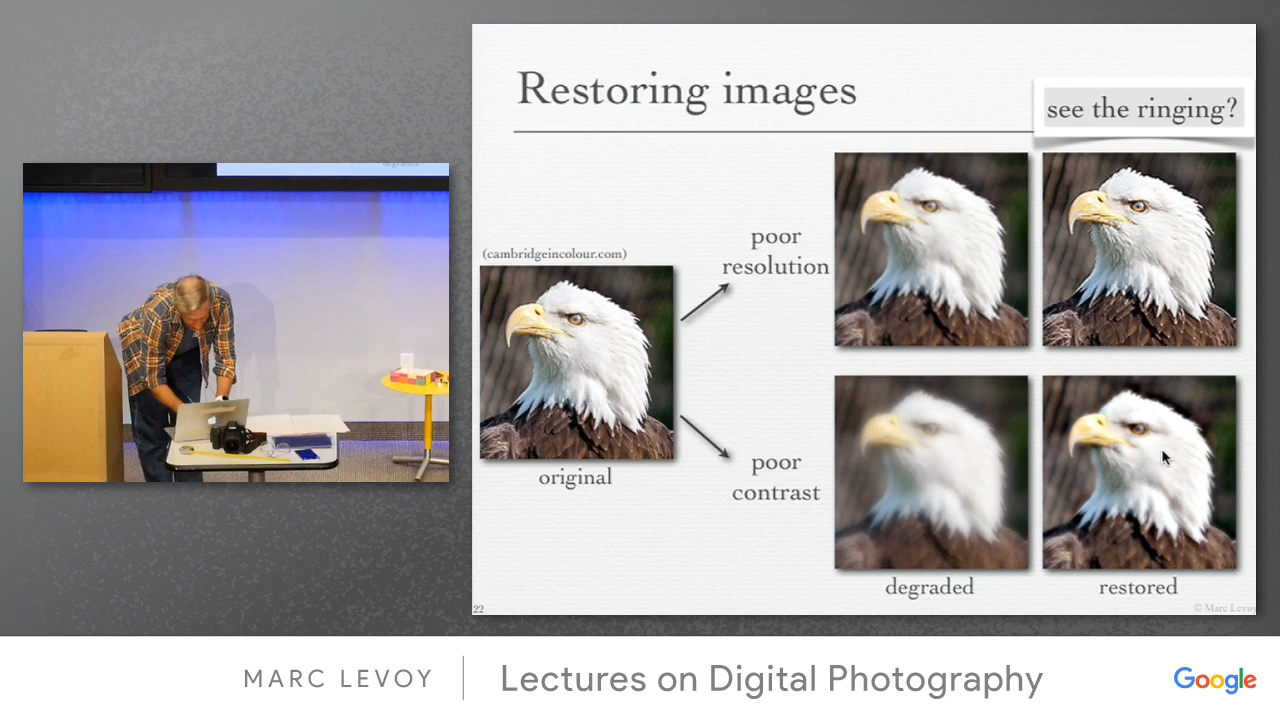 Restoring images
see the ringing?
(cambridgeincolour.com)
poor
resolution
original
poor
contrast
degraded
restored
22
© Marc Levoy
degraded
MARC LEVOY
Lectures on Digital Photography
Google